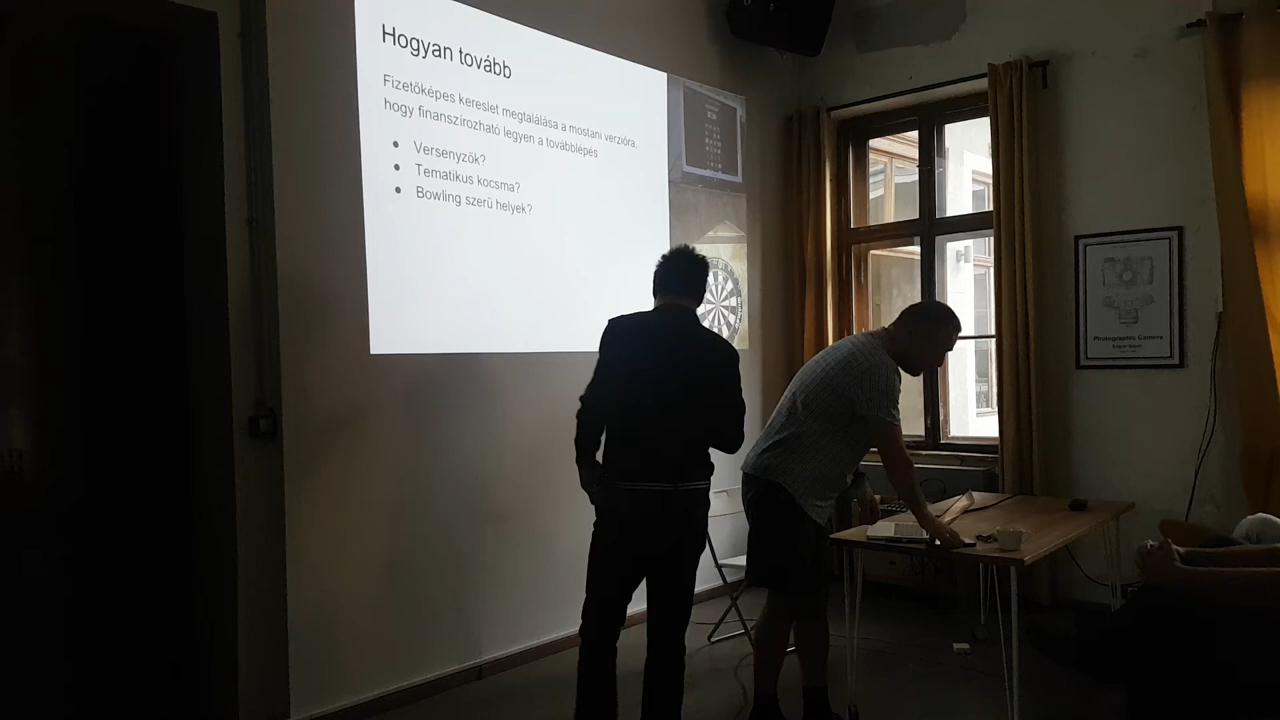 Hogyan tovább
Fizetőképes kereslet megtalálása a mostani verzióra,
hogy finanszírozható legyen a továbblépés
Versenyzők?
Tematikus kocsma?
Bowling szerű helyek?
Photographic Camera